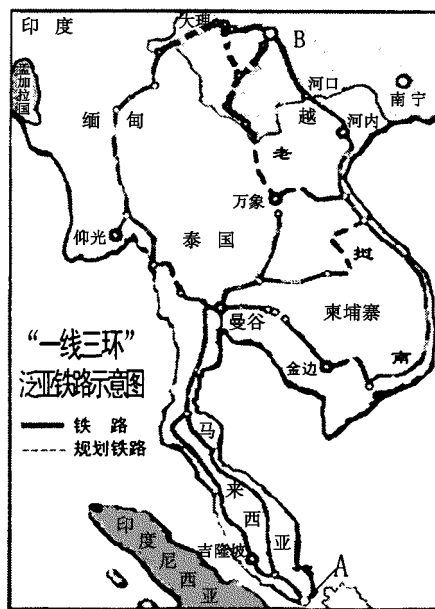 印度
大理
B
河口
南宁
孟加拉国
缅甸
越南
河内
老挝
万象
仰光
泰国
柬埔寨
曼谷
金边
“一线三环”
泛亚铁路示意图
铁路
规划铁路
马来西亚
吉隆坡
A
印度尼西亚